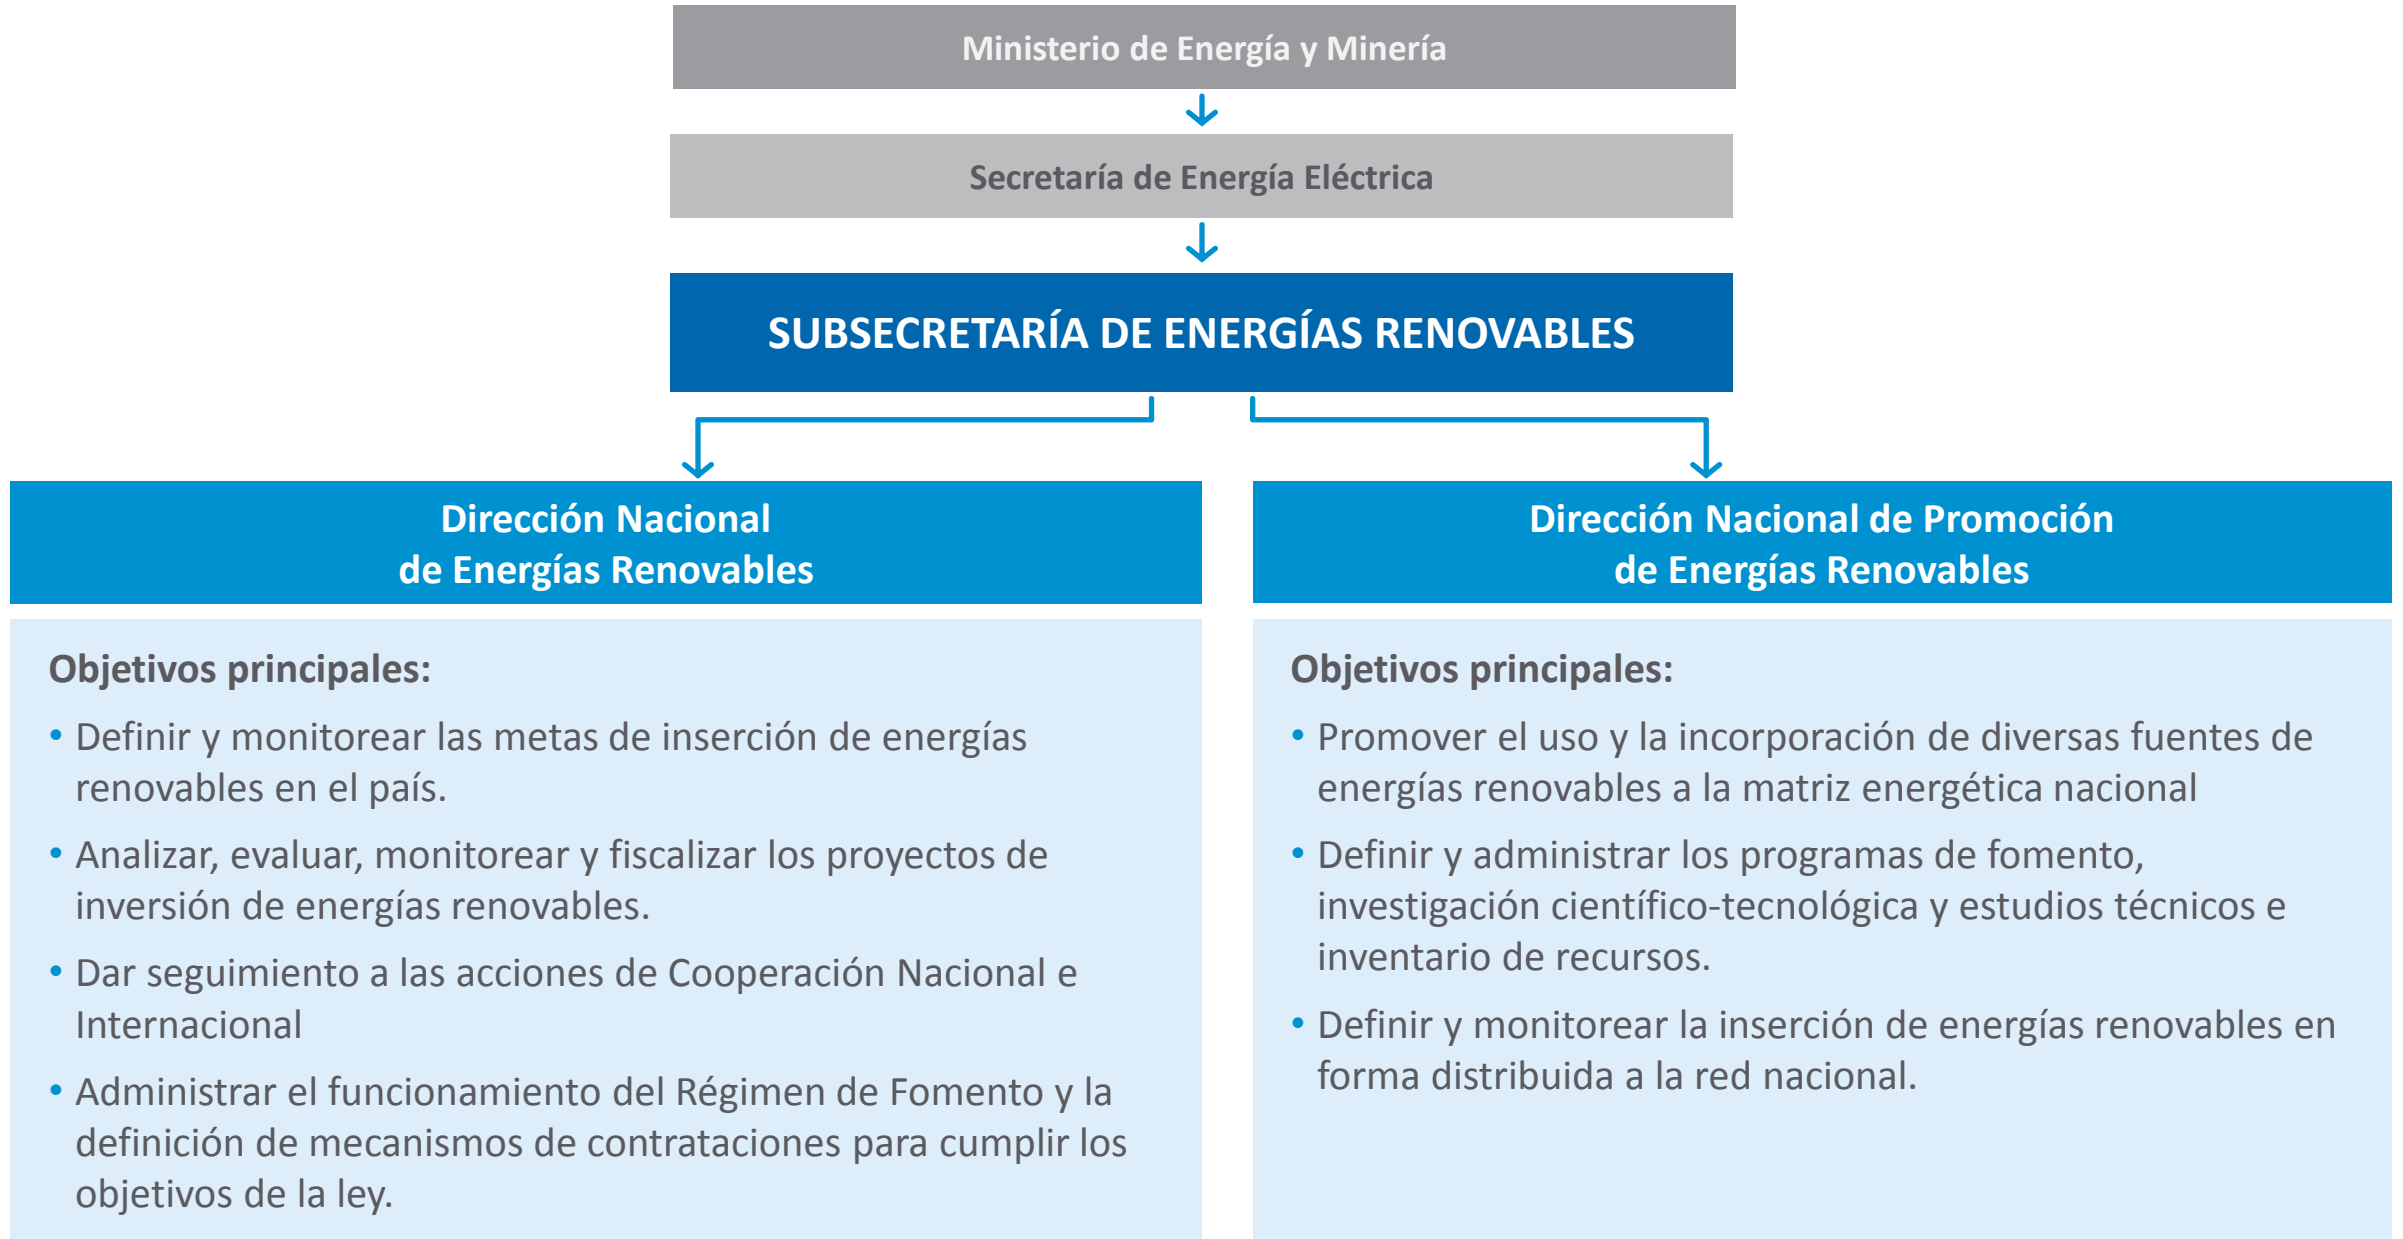 Ministerio de Energía y Minería
Secretaría de Energía Eléctrica
SUBSECRETARÍA DE ENERGÍAS RENOVABLES
Dirección Nacional
de Energías Renovables
Objetivos principales:
• Definir y monitorear las metas de inserción de energías
renovables en el país.
• Analizar, evaluar, monitorear y fiscalizar los proyectos de
inversión de energías renovables.
• Dar seguimiento a las acciones de Cooperación Nacional e
Internacional
• Administrar el funcionamiento del Régimen de Fomento y la
definición de mecanismos de contrataciones para cumplir los
objetivos de la ley.
Dirección Nacional de Promoción
de Energías Renovables
Objetivos principales:
• Promover el uso y la incorporación de diversas fuentes de
energías renovables a la matriz energética nacional
• Definir y administrar los programas de fomento,
investigación científico-tecnológica y estudios técnicos e
inventario de recursos.
• Definir y monitorear la inserción de energías renovables en
forma distribuida a la red nacional.